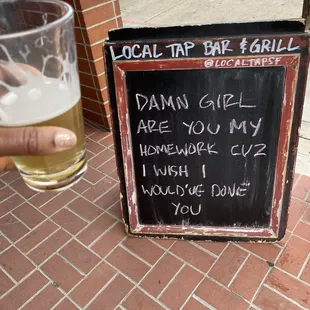 LOCAL TAP BAR & GRILL
@LOCALTAPSF
DAMN GIRL
ARE YOU MY
HOMEWORK CUZ
I WISH I
WOULD'VE DONE
YOU